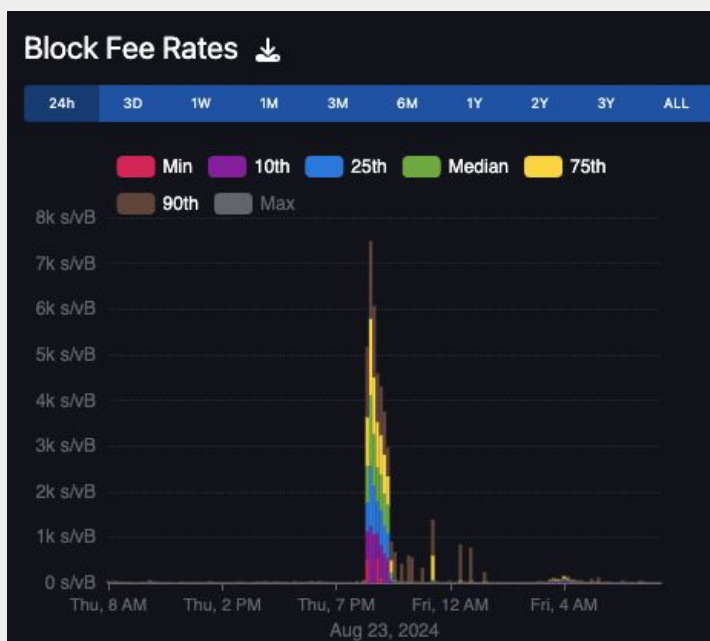 Block Fee Rates
24h 3D 1W 1M 3M 6M 1Y 2Y 3Y ALL
Min 10th 25th Median 75th
90th Max
8k s/vB
7k s/vB
6k s/vB
5k s/vB
4k s/vB
3k s/vB
2k s/vB
1k s/vB
0 s/vB
Thu, 8 AM Thu, 2 PM Thu, 7 PM Fri, 12 AM Fri, 4 AM
Aug 23, 2024